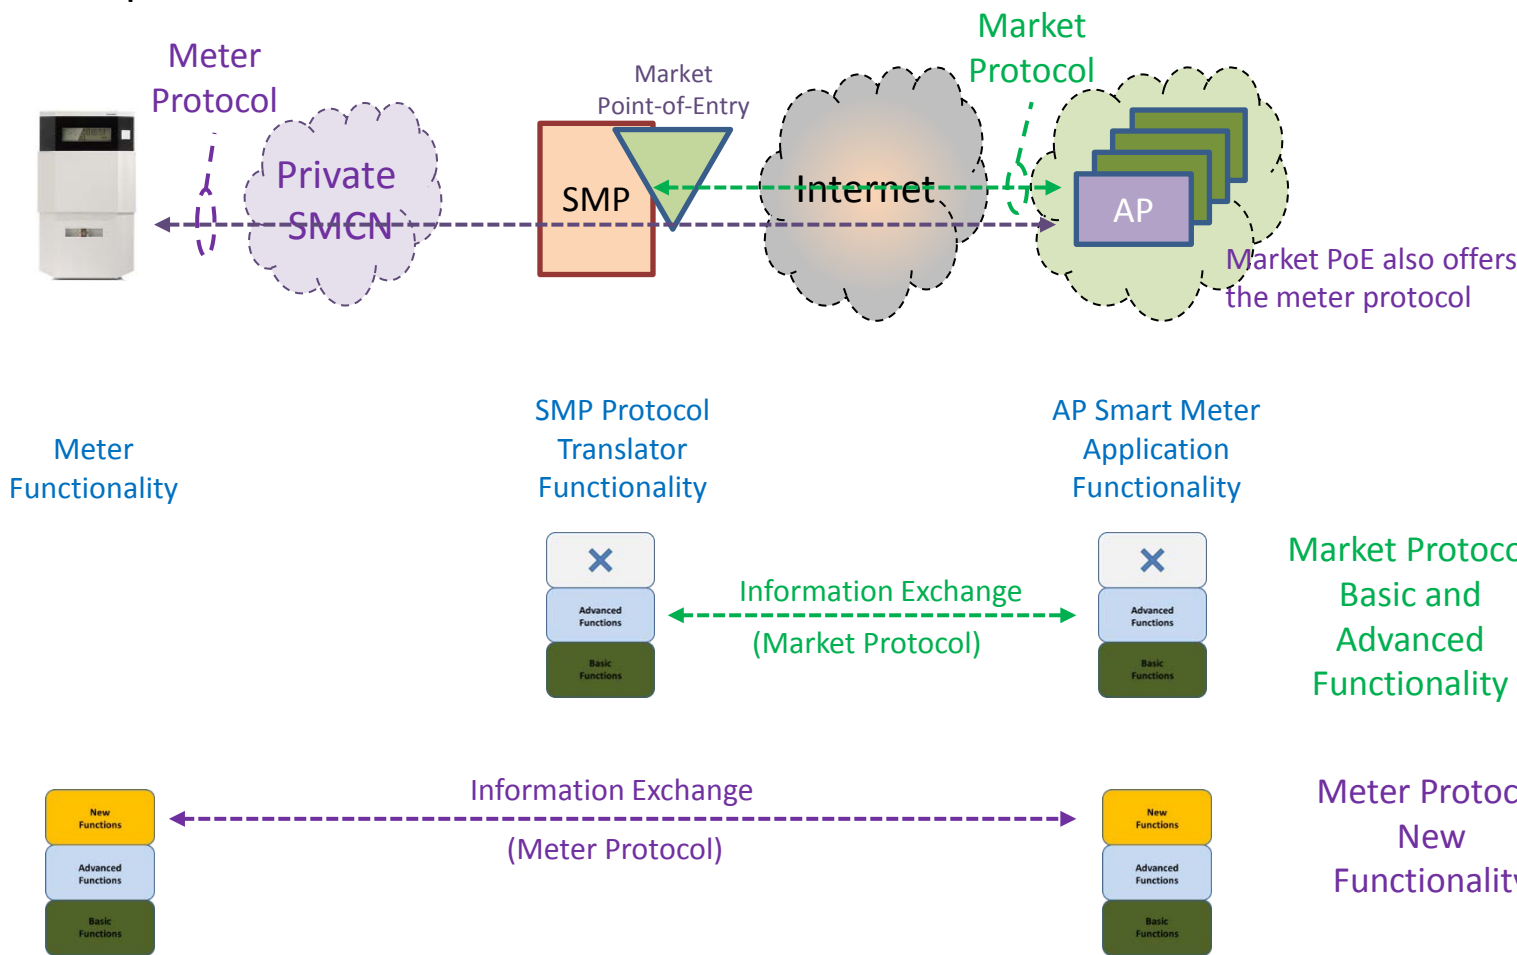 Meter
Protocol
Market
Point-of-Entry
Market
Protocol
Private
SMCN
SMP
Internet
AP
Market PoE also offers
the meter protocol
Meter
Functionality
SMP Protocol
Translator
Functionality
AP Smart Meter
Application
Functionality
Advanced
Functions
Basic
Functions
Information Exchange
(Market Protocol)
Advanced
Functions
Basic
Functions
Market Protoco
Basic and
Advanced
Functionality
New
Functions
Advanced
Functions
Basic
Functions
Information Exchange
(Meter Protocol)
New
Functions
Advanced
Functions
Basic
Functions
Meter Protoc
New
Functionality